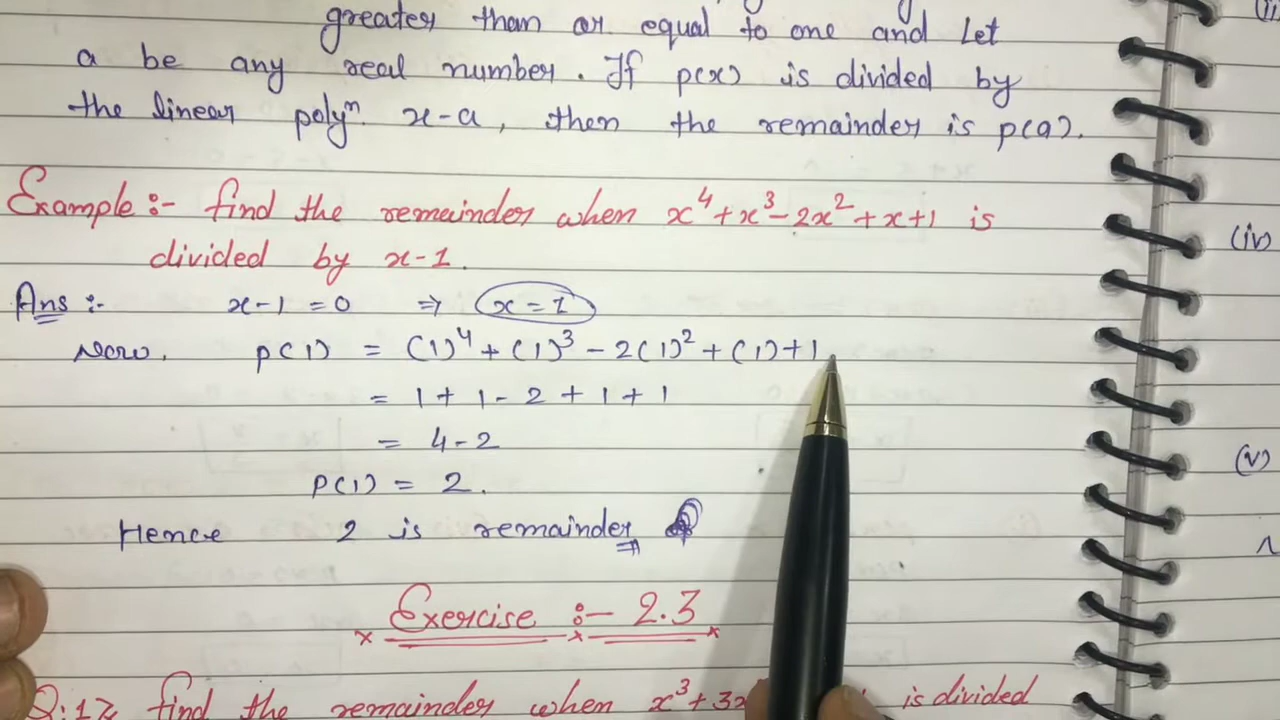 greater than or equal to one and Let
a be any real number. If p(x) is divided by
the linear polyⁿ. x-a, then the remainder is p(a).
Example :- find the remainder when x⁴+x³-2x²+x+1 is
divided by x-1.
Ans :- x-1=0 ⇒ x=1
Now, p(1) = (1)⁴+(1)³-2(1)²+(1)+1
= 1+1-2+1+1
= 4-2
P(1) = 2.
Hence 2 is remainder
Exercise :- 2.3
Q:1 find the remainder when x³+3x is divided
(iv)
(v)